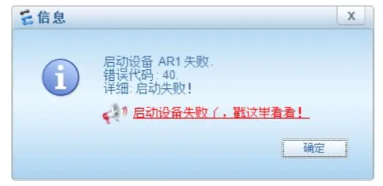 信息
X
启动设备 AR1 失败.
错误代码: 40.
详细: 启动失败!
启动设备失败了，戳这里看看！
确定